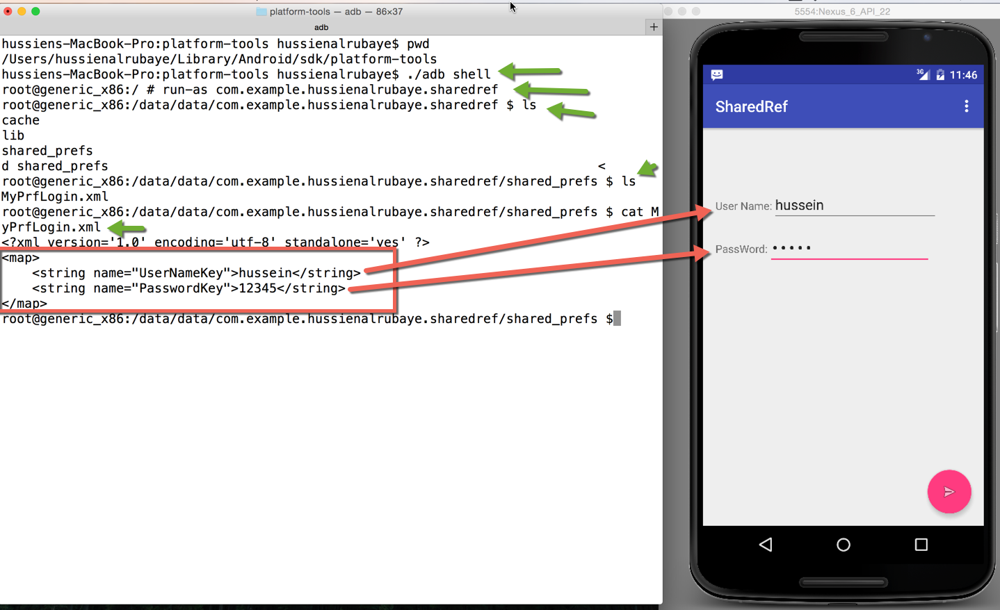 platform-tools — adb — 86×37
adb
hussiens-MacBook-Pro:platform-tools hussienalrubaye$ pwd
/Users/hussienalrubaye/Library/Android/sdk/platform-tools
hussiens-MacBook-Pro:platform-tools hussienalrubaye$ ./adb shell
root@generic_x86:/ # run-as com.example.hussienalrubaye.sharedref
root@generic_x86:/data/data/com.example.hussienalrubaye.sharedref $ ls
cache
lib
shared_prefs
d shared_prefs <
root@generic_x86:/data/data/com.example.hussienalrubaye.sharedref/shared_prefs $ ls
MyPrfLogin.xml
root@generic_x86:/data/data/com.example.hussienalrubaye.sharedref/shared_prefs $ cat M
yPrfLogin.xml
<?xml version='1.0' encoding='utf-8' standalone='yes' ?>
<map>
    <string name="UserNameKey">hussein</string>
    <string name="PasswordKey">12345</string>
</map>
root@generic_x86:/data/data/com.example.hussienalrubaye.sharedref/shared_prefs $
5554:Nexus_6_API_22
3G 11:46
SharedRef
User Name: hussein
PassWord: •••••